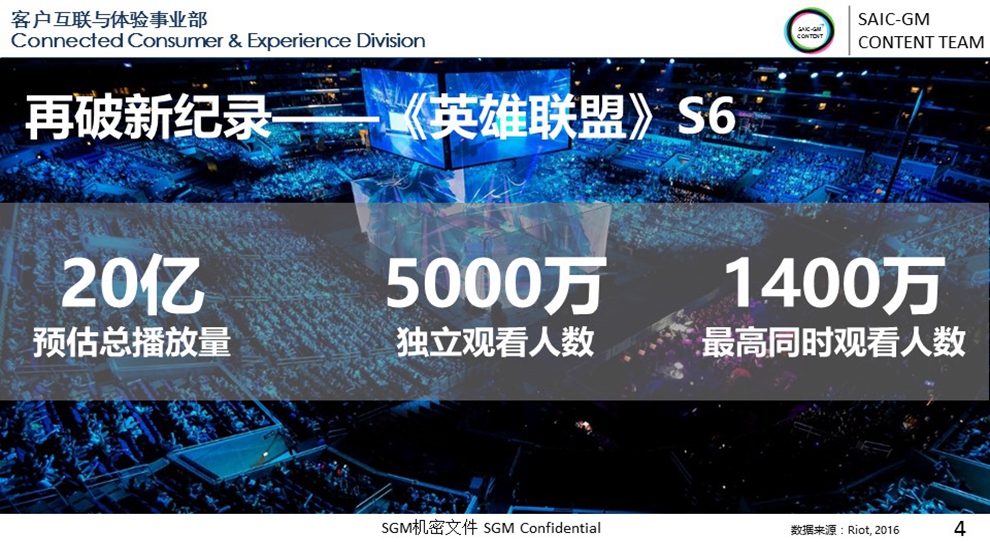 客户互联与体验事业部
Connected Consumer & Experience Division
SAIC-GM
CONTENT
SAIC-GM
CONTENT TEAM
再破新纪录——《英雄联盟》S6
20亿
预估总播放量
5000万
独立观看人数
1400万
最高同时观看人数
SGM机密文件 SGM Confidential
数据来源：Riot, 2016
4